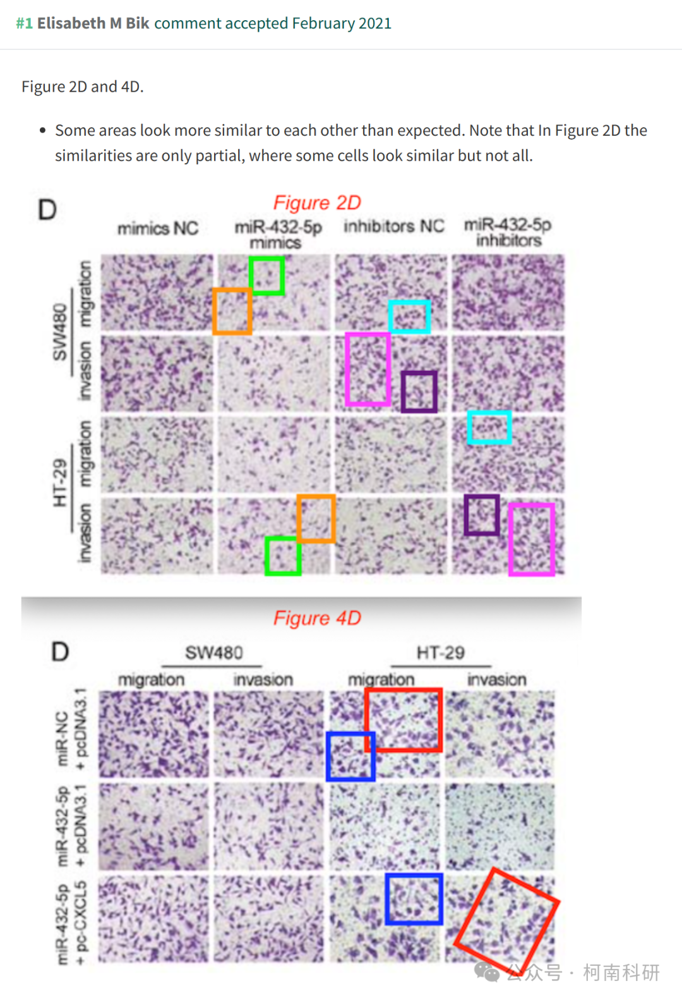 #1 Elisabeth M Bik comment accepted February 2021
Figure 2D and 4D.
• Some areas look more similar to each other than expected. Note that In Figure 2D the
similarities are only partial, where some cells look similar but not all.
Figure 2D
D
mimics NC
miR-432-5p
mimics
inhibitors NC
miR-432-5p
inhibitors
SW480
migration
invasion
HT-29
migration
invasion
Figure 4D
D
SW480
HT-29
migration
invasion
migration
invasion
miR-NC
+ pcDNA3.1
miR-432-5p
+ pcDNA3.1
miR-432-5p
+ pc-CXCL5
公众号 · 柯南科研